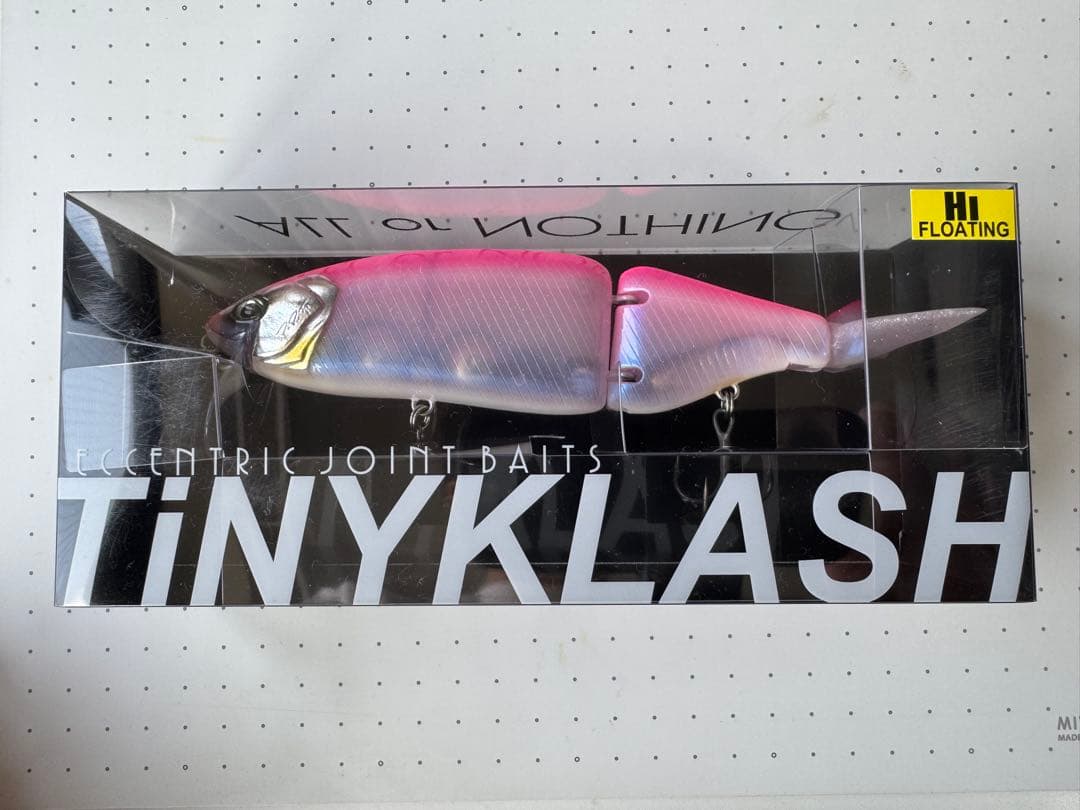 ALL or NOTHING
Hi
FLOATING
ECCENTRIC JOINT BAITS
TiNYKLASH